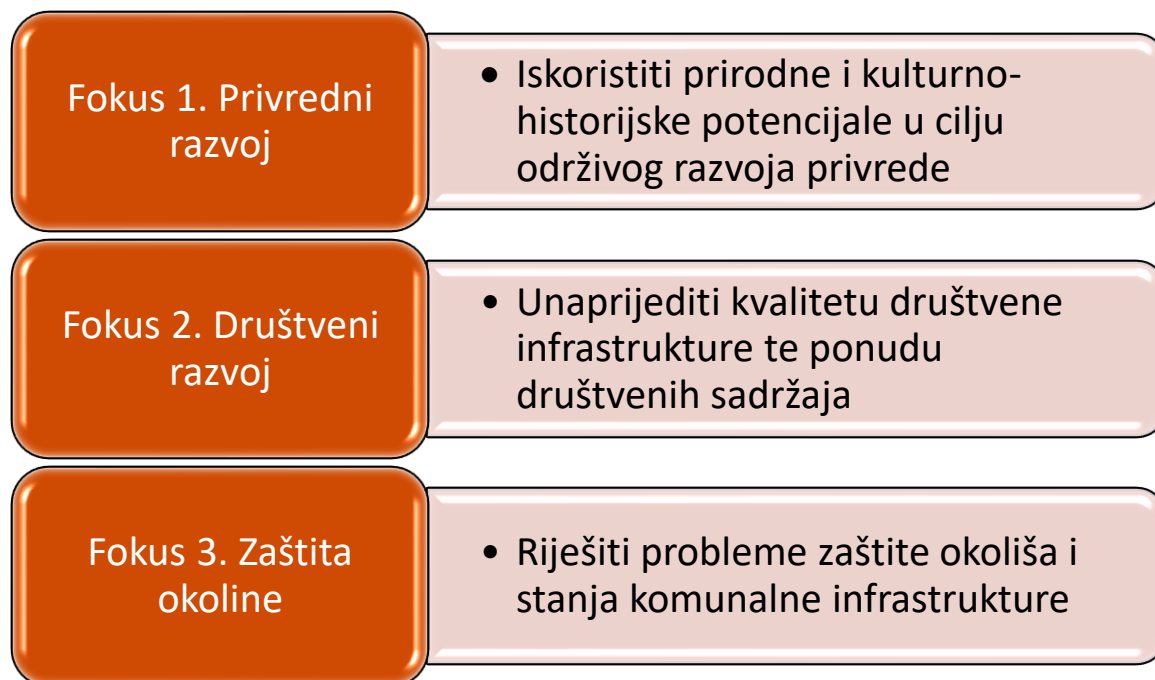 Fokus 1. Privredni
razvoj
• Iskoristiti prirodne i kulturno-
historijske potencijale u cilju
održivog razvoja privrede
Fokus 2. Društveni
razvoj
• Unaprijediti kvalitetu društvene
infrastrukture te ponudu
društvenih sadržaja
Fokus 3. Zaštita
okoline
• Riješiti probleme zaštite okoliša i
stanja komunalne infrastrukture